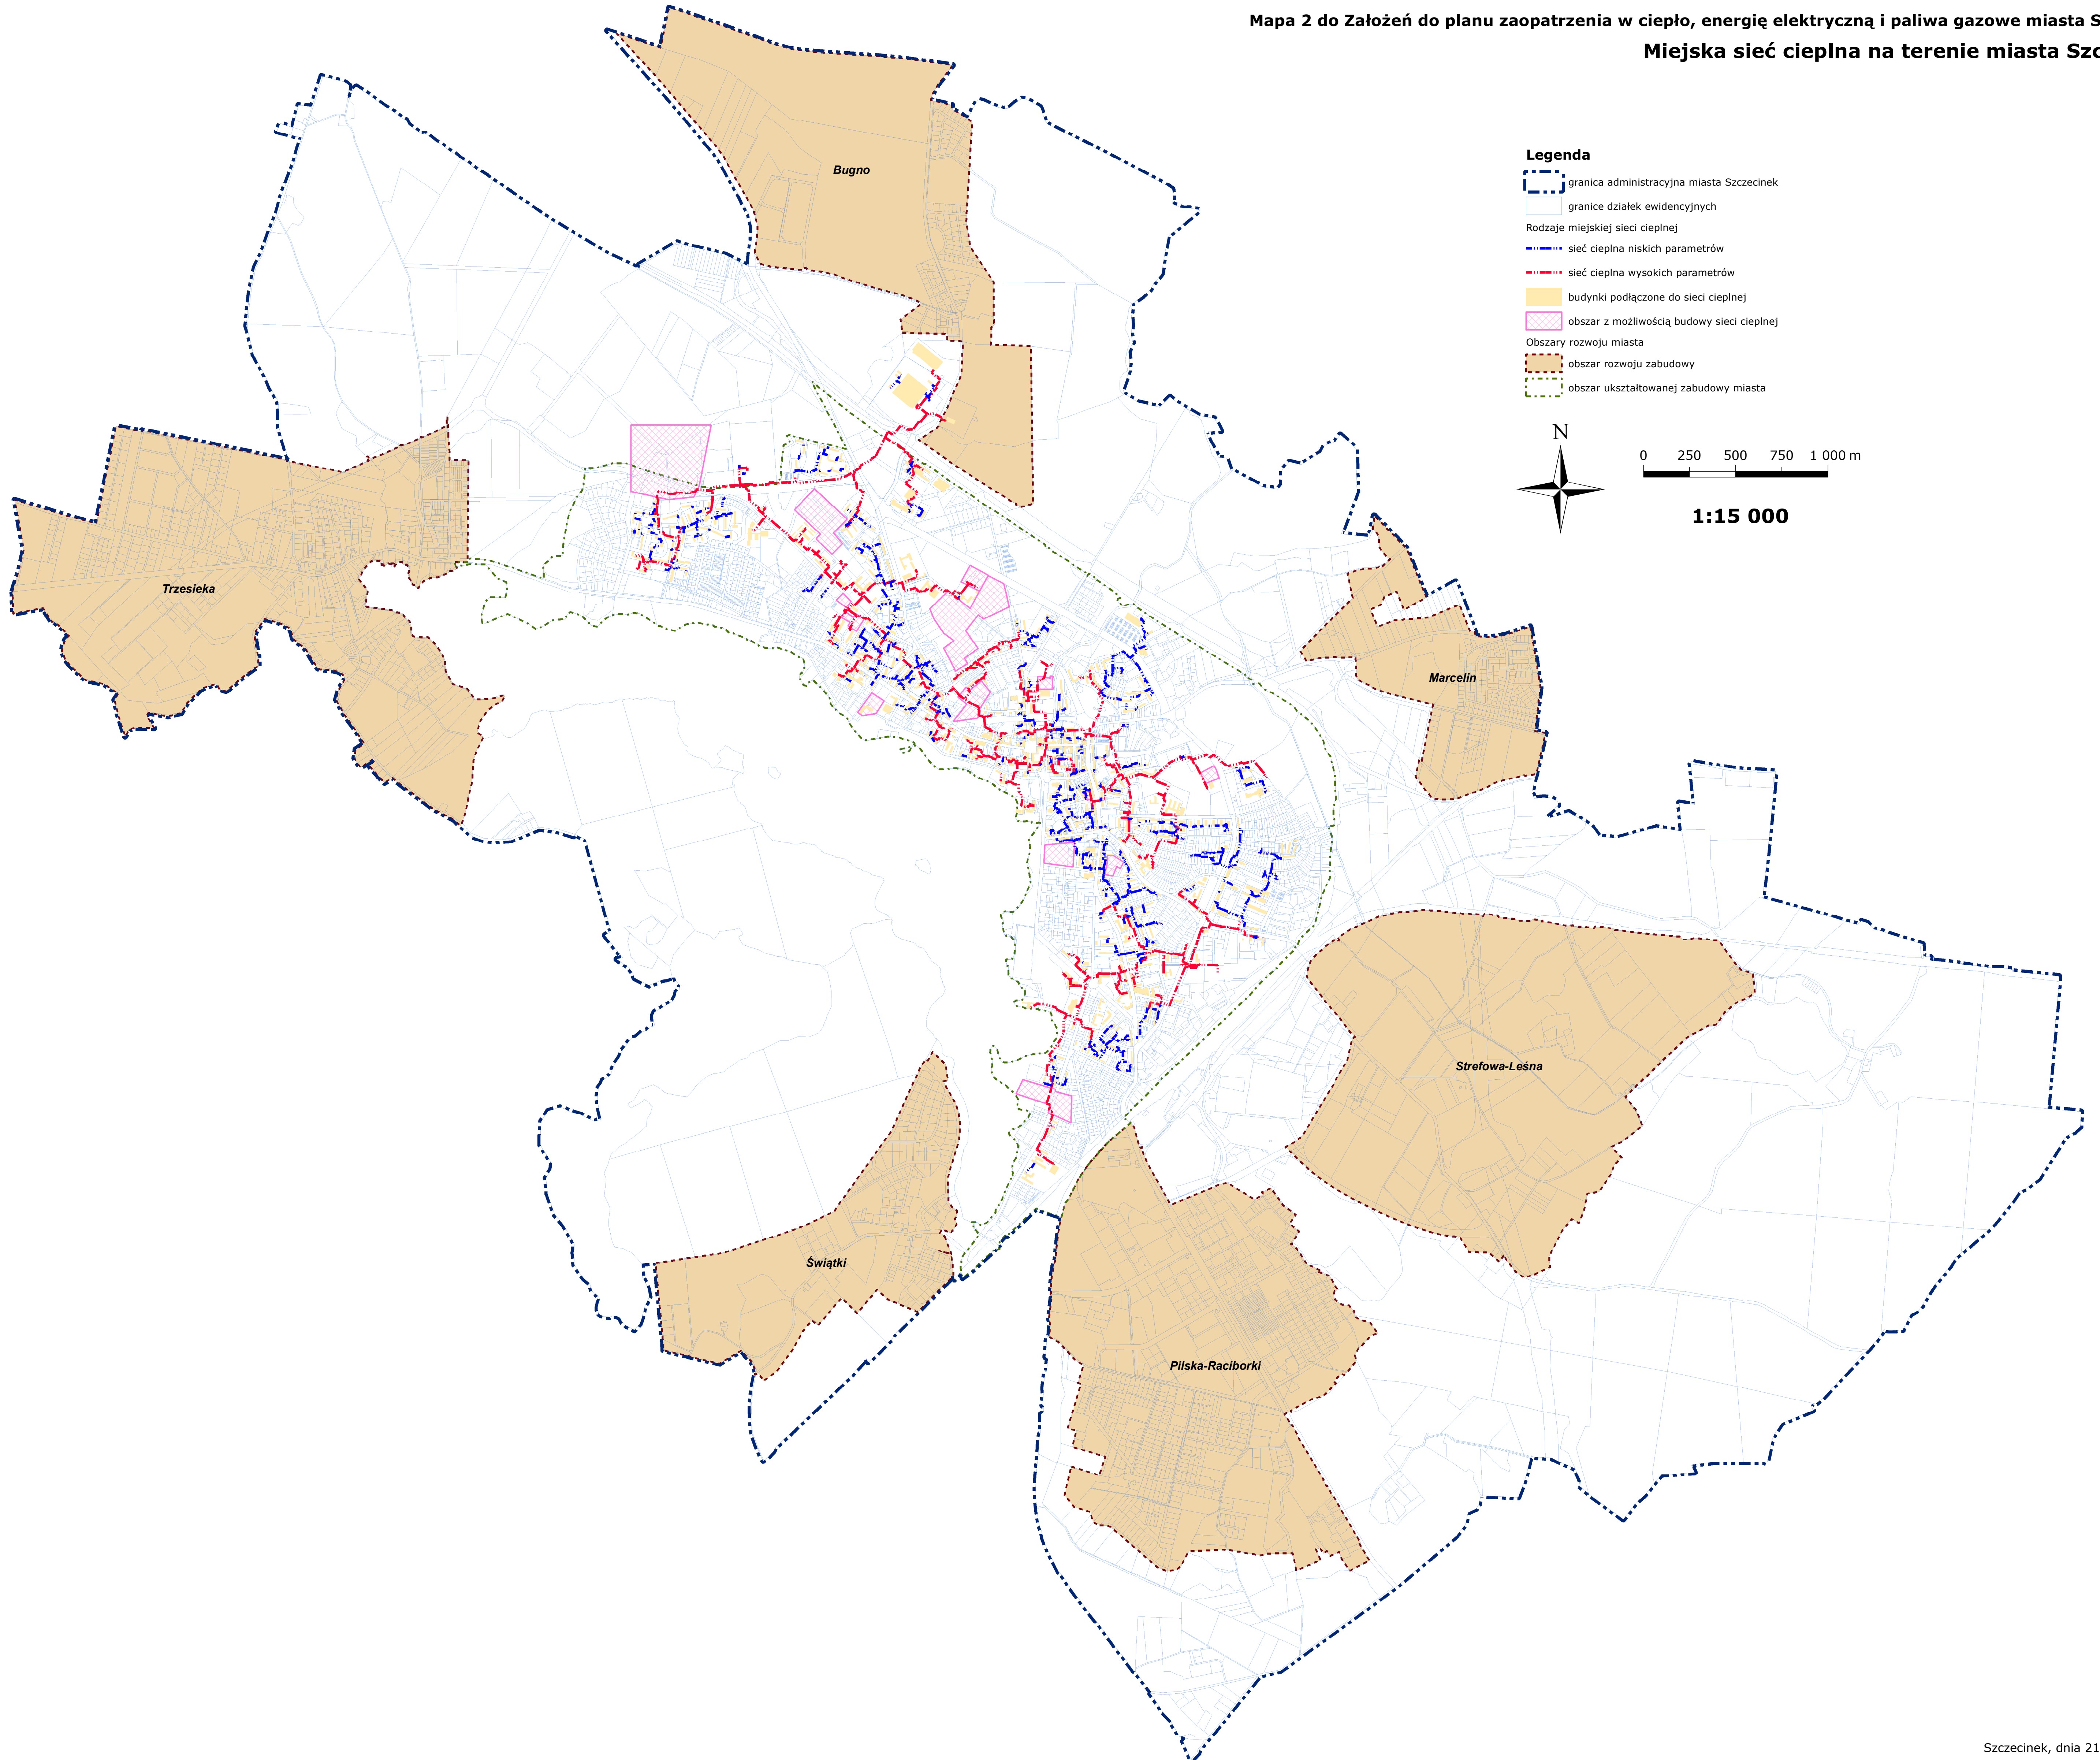 Mapa 2 do Założeń do planu zaopatrzenia w ciepło, energię elektryczną i paliwa gazowe miasta S
Miejska sieć cieplna na terenie miasta Szc
Legenda
granica administracyjna miasta Szczecinek
granice działek ewidencyjnych
Rodzaje miejskiej sieci cieplnej
sieć cieplna niskich parametrów
sieć cieplna wysokich parametrów
budynki podłączone do sieci cieplnej
obszar z możliwością budowy sieci cieplnej
Obszary rozwoju miasta
obszar rozwoju zabudowy
obszar ukształtowanej zabudowy miasta
N
0 250 500 750 1 000 m
1:15 000
Bugno
Trzesieka
Marcelin
Strefowa-Leśna
Świątki
Pilska-Raciborki
Szczecinek, dnia 21